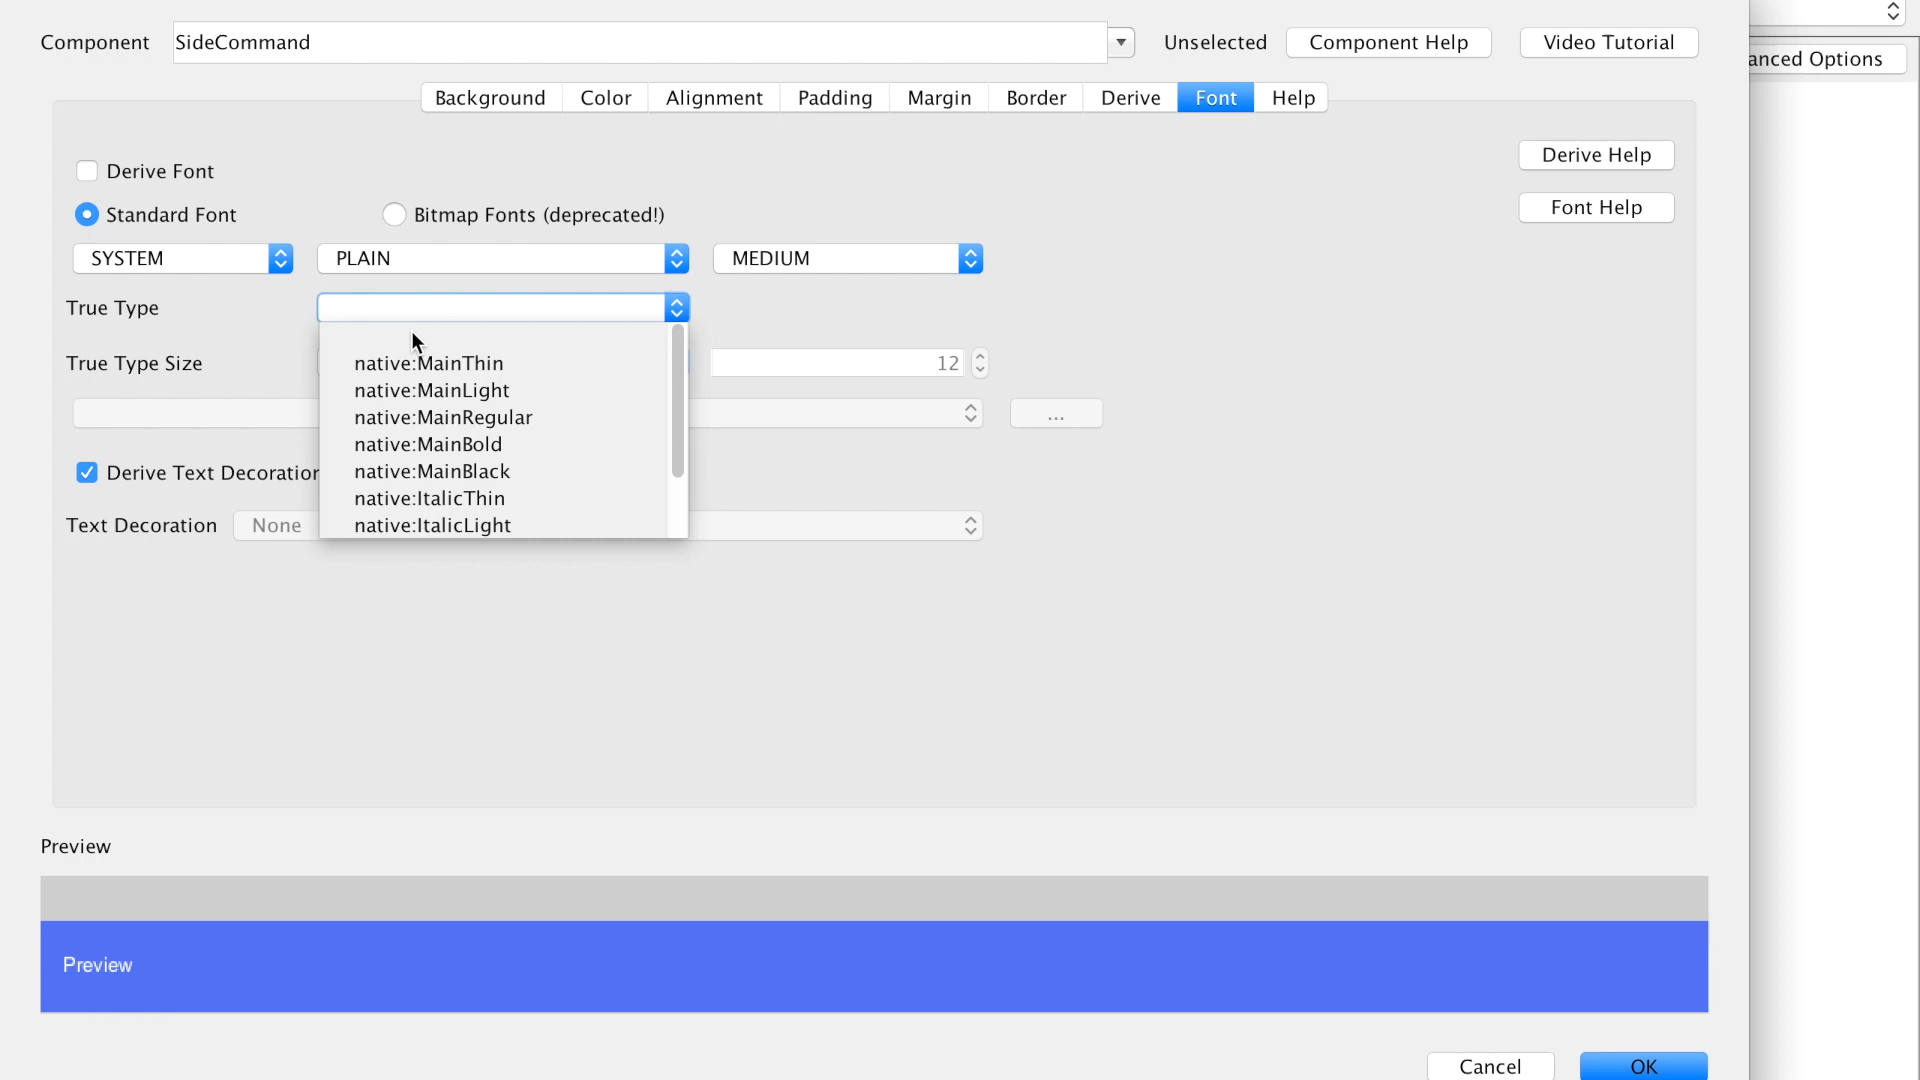 Component SideCommand Unselected Component Help Video Tutorial
anced Options
Background Color Alignment Padding Margin Border Derive Font Help
Derive Help
Derive Font
Font Help
Standard Font Bitmap Fonts (deprecated!)
SYSTEM PLAIN MEDIUM
True Type
True Type Size 12
native:MainThin
native:MainLight
native:MainRegular
...
native:MainBold
native:MainBlack
Derive Text Decoration
native:ItalicThin
native:ItalicLight
Text Decoration None
Preview
Preview
Cancel OK